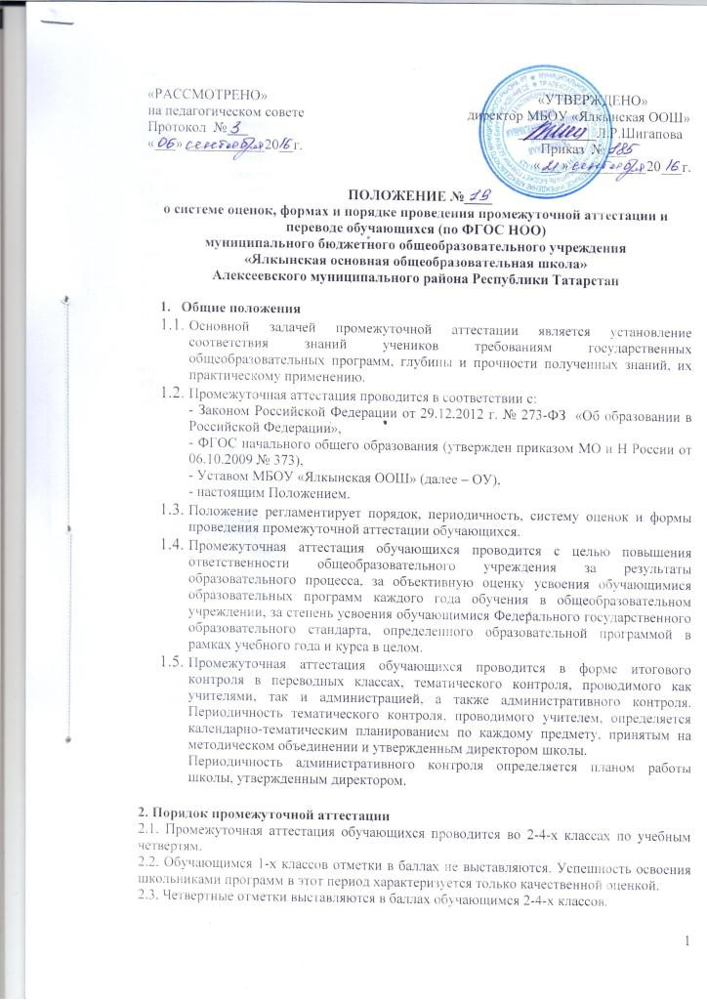 «РАССМОТРЕНО»
на педагогическом совете
Протокол № 3
«06» сентября 2016 г.
«УТВЕРЖДЕНО»
директор МБОУ «Ялкынская ООШ»
Л.Р.Шигапова
Приказ № 185
«21» сентября 2016 г.
ПОЛОЖЕНИЕ № 19
о системе оценок, формах и порядке проведения промежуточной аттестации и
переводе обучающихся (по ФГОС НОО)
муниципального бюджетного общеобразовательного учреждения
«Ялкынская основная общеобразовательная школа»
Алексеевского муниципального района Республики Татарстан
1. Общие положения
1.1. Основной задачей промежуточной аттестации является установление
соответствия знаний учеников требованиям государственных
общеобразовательных программ, глубины и прочности полученных знаний, их
практическому применению.
1.2. Промежуточная аттестация проводится в соответствии с:
- Законом Российской Федерации от 29.12.2012 г. № 273-ФЗ «Об образовании в
Российской Федерации»,
- ФГОС начального общего образования (утвержден приказом МО и Н России от
06.10.2009 № 373),
- Уставом МБОУ «Ялкынская ООШ» (далее – ОУ),
- настоящим Положением.
1.3. Положение регламентирует порядок, периодичность, систему оценок и формы
проведения промежуточной аттестации обучающихся.
1.4. Промежуточная аттестация обучающихся проводится с целью повышения
ответственности общеобразовательного учреждения за результаты
образовательного процесса, за объективную оценку усвоения обучающимися
образовательных программ каждого года обучения в общеобразовательном
учреждении, за степень усвоения обучающимися Федерального государственного
образовательного стандарта, определенного образовательной программой в
рамках учебного года и курса в целом.
1.5. Промежуточная аттестация обучающихся проводится в форме итогового
контроля в переводных классах, тематического контроля, проводимого как
учителями, так и администрацией, а также административного контроля.
Периодичность тематического контроля, проводимого учителем, определяется
календарно-тематическим планированием по каждому предмету, принятым на
методическом объединении и утвержденным директором школы.
Периодичность административного контроля определяется планом работы
школы, утвержденным директором.
2. Порядок промежуточной аттестации
2.1. Промежуточная аттестация обучающихся проводится во 2-4-х классах по учебным
четвертям.
2.2. Обучающимся 1-х классов отметки в баллах не выставляются. Успешность освоения
школьниками программ в этот период характеризуется только качественной оценкой.
2.3. Четвертные отметки выставляются в баллах обучающимся 2-4-х классов.
1